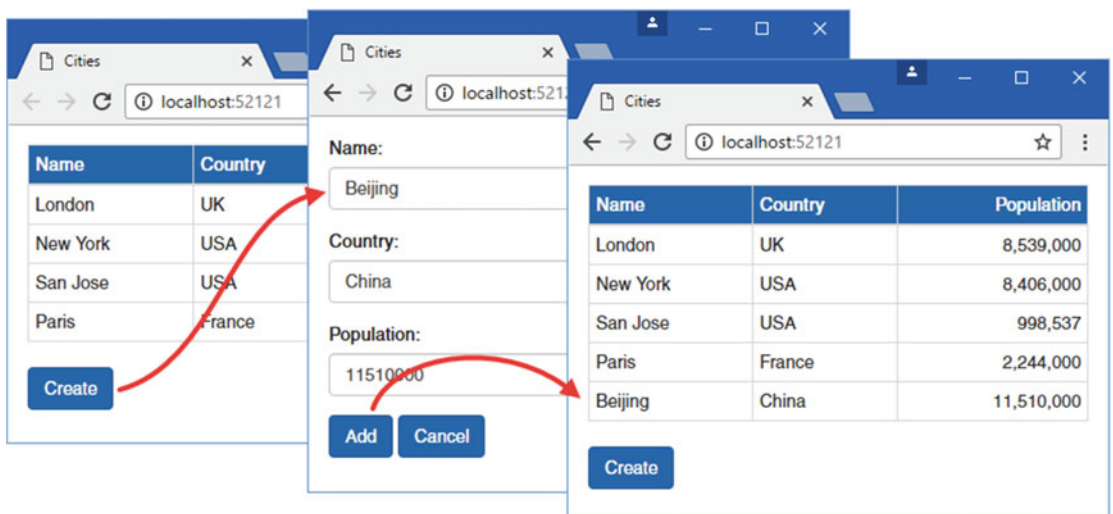 Cities
localhost:52121
Name Country
London UK
New York USA
San Jose USA
Paris France
Create
Cities
localhost:521
Name:
Beijing
Country:
China
Population:
11510000
Add Cancel
Cities
localhost:52121
Name Country Population
London UK 8,539,000
New York USA 8,406,000
San Jose USA 998,537
Paris France 2,244,000
Beijing China 11,510,000
Create